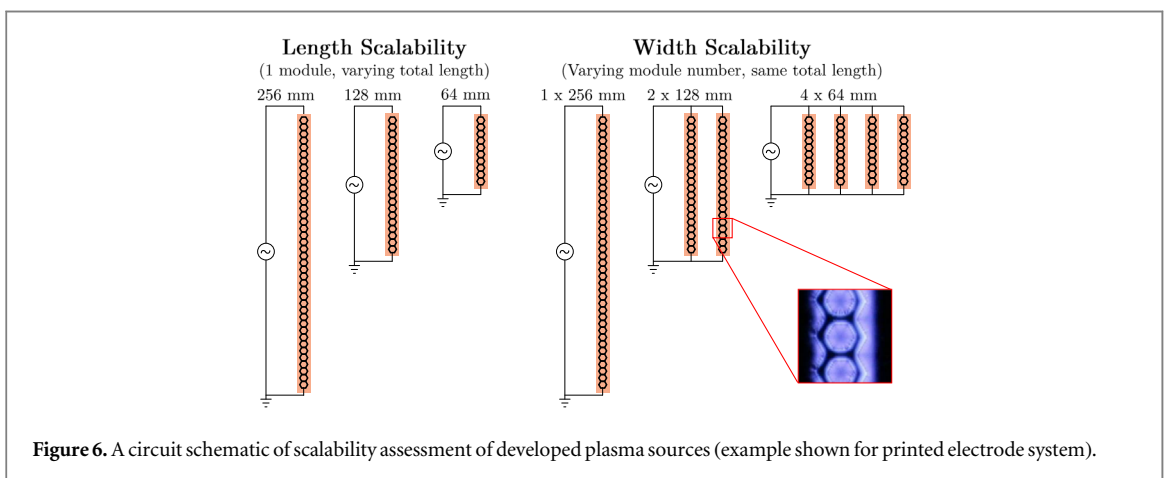 Length Scalability
(1 module, varying total length)
256 mm
128 mm
64 mm
Width Scalability
(Varying module number, same total length)
1 x 256 mm
2 x 128 mm
4 x 64 mm
Figure 6. A circuit schematic of scalability assessment of developed plasma sources (example shown for printed electrode system).